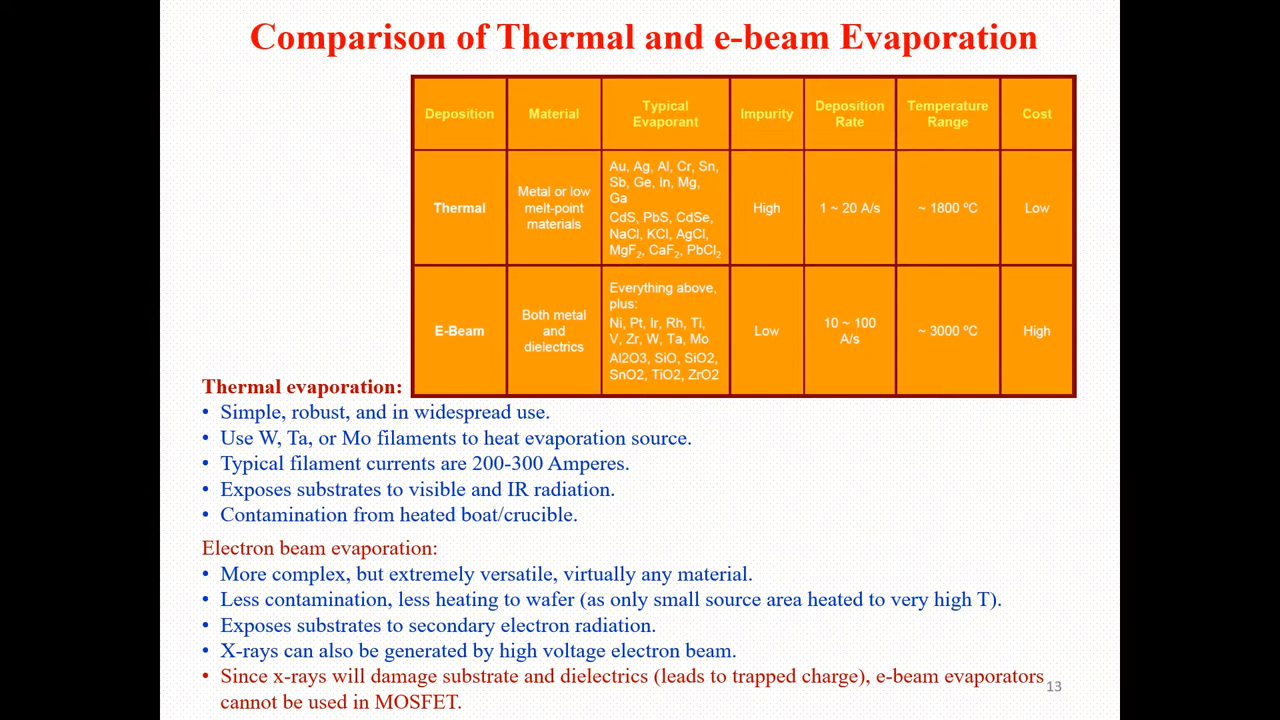 Comparison of Thermal and e-beam Evaporation
Deposition
Material
Typical
Evaporant
Impurity
Deposition
Rate
Temperature
Range
Cost
Thermal
Metal or low
melt-point
materials
Au, Ag, Al, Cr, Sn,
Sb, Ge, In, Mg,
Ga
CdS, PbS, CdSe,
NaCl, KCl, AgCl,
MgF2, CaF2, PbCl2
High
1 ~ 20 A/s
~ 1800 ºC
Low
E-Beam
Both metal
and
dielectrics
Everything above,
plus:
Ni, Pt, Ir, Rh, Ti,
V, Zr, W, Ta, Mo
Al2O3, SiO, SiO2,
SnO2, TiO2, ZrO2
Low
10 ~ 100
A/s
~ 3000 ºC
High
Thermal evaporation:
• Simple, robust, and in widespread use.
• Use W, Ta, or Mo filaments to heat evaporation source.
• Typical filament currents are 200-300 Amperes.
• Exposes substrates to visible and IR radiation.
• Contamination from heated boat/crucible.
Electron beam evaporation:
• More complex, but extremely versatile, virtually any material.
• Less contamination, less heating to wafer (as only small source area heated to very high T).
• Exposes substrates to secondary electron radiation.
• X-rays can also be generated by high voltage electron beam.
• Since x-rays will damage substrate and dielectrics (leads to trapped charge), e-beam evaporators
cannot be used in MOSFET.
13